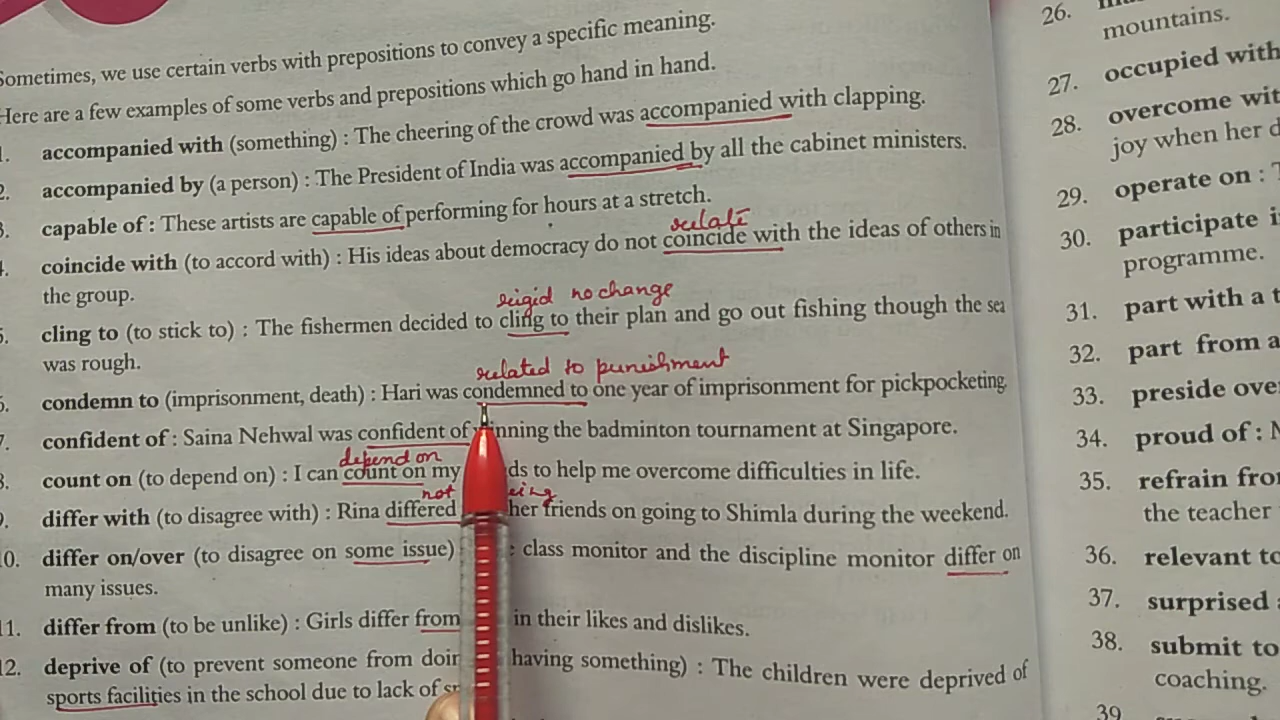 Sometimes, we use certain verbs with prepositions to convey a specific meaning.
Here are a few examples of some verbs and prepositions which go hand in hand.
1. accompanied with (something) : The cheering of the crowd was accompanied with clapping.
2. accompanied by (a person) : The President of India was accompanied by all the cabinet ministers.
3. capable of : These artists are capable of performing for hours at a stretch.
relate
4. coincide with (to accord with) : His ideas about democracy do not coincide with the ideas of others in
the group.
rigid no change
5. cling to (to stick to) : The fishermen decided to cling to their plan and go out fishing though the sea
was rough.
related to punishment
6. condemn to (imprisonment, death) : Hari was condemned to one year of imprisonment for pickpocketing.
7. confident of : Saina Nehwal was confident of winning the badminton tournament at Singapore.
depend on
8. count on (to depend on) : I can count on my ds to help me overcome difficulties in life.
not eing
9. differ with (to disagree with) : Rina differed her friends on going to Shimla during the weekend.
10. differ on/over (to disagree on some issue) : class monitor and the discipline monitor differ on
many issues.
11. differ from (to be unlike) : Girls differ from in their likes and dislikes.
12. deprive of (to prevent someone from doin having something) : The children were deprived of
sports facilities in the school due to lack of sp
26.
mountains.
27. occupied with
28. overcome wit
joy when her d
29. operate on : T
30. participate i
programme.
31. part with a t
32. part from a
33. preside ove
34. proud of : N
35. refrain fro
the teacher
36. relevant to
37. surprised a
38. submit to
coaching.
39